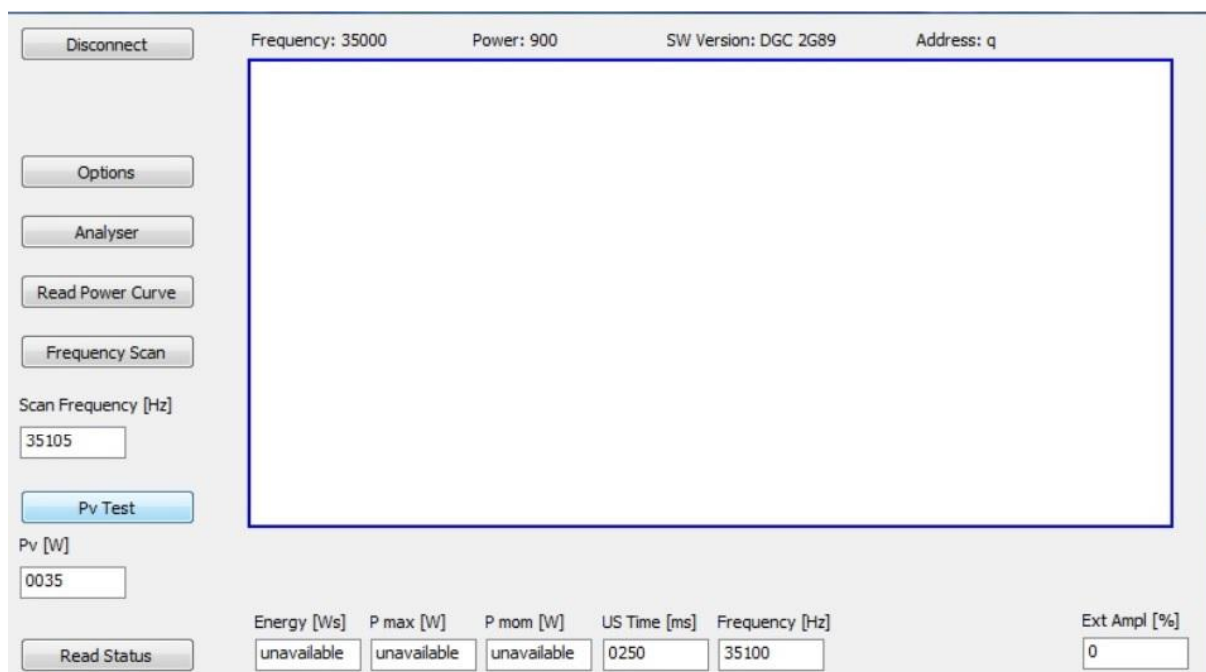 Disconnect
Frequency: 35000 Power: 900 SW Version: DGC 2G89 Address: q
Options
Analyser
Read Power Curve
Frequency Scan
Scan Frequency [Hz]
35105
Pv Test
Pv [W]
0035
Read Status
Energy [Ws] P max [W] P mom [W] US Time [ms] Frequency [Hz] Ext Ampl [%]
unavailable unavailable unavailable 0250 35100 0